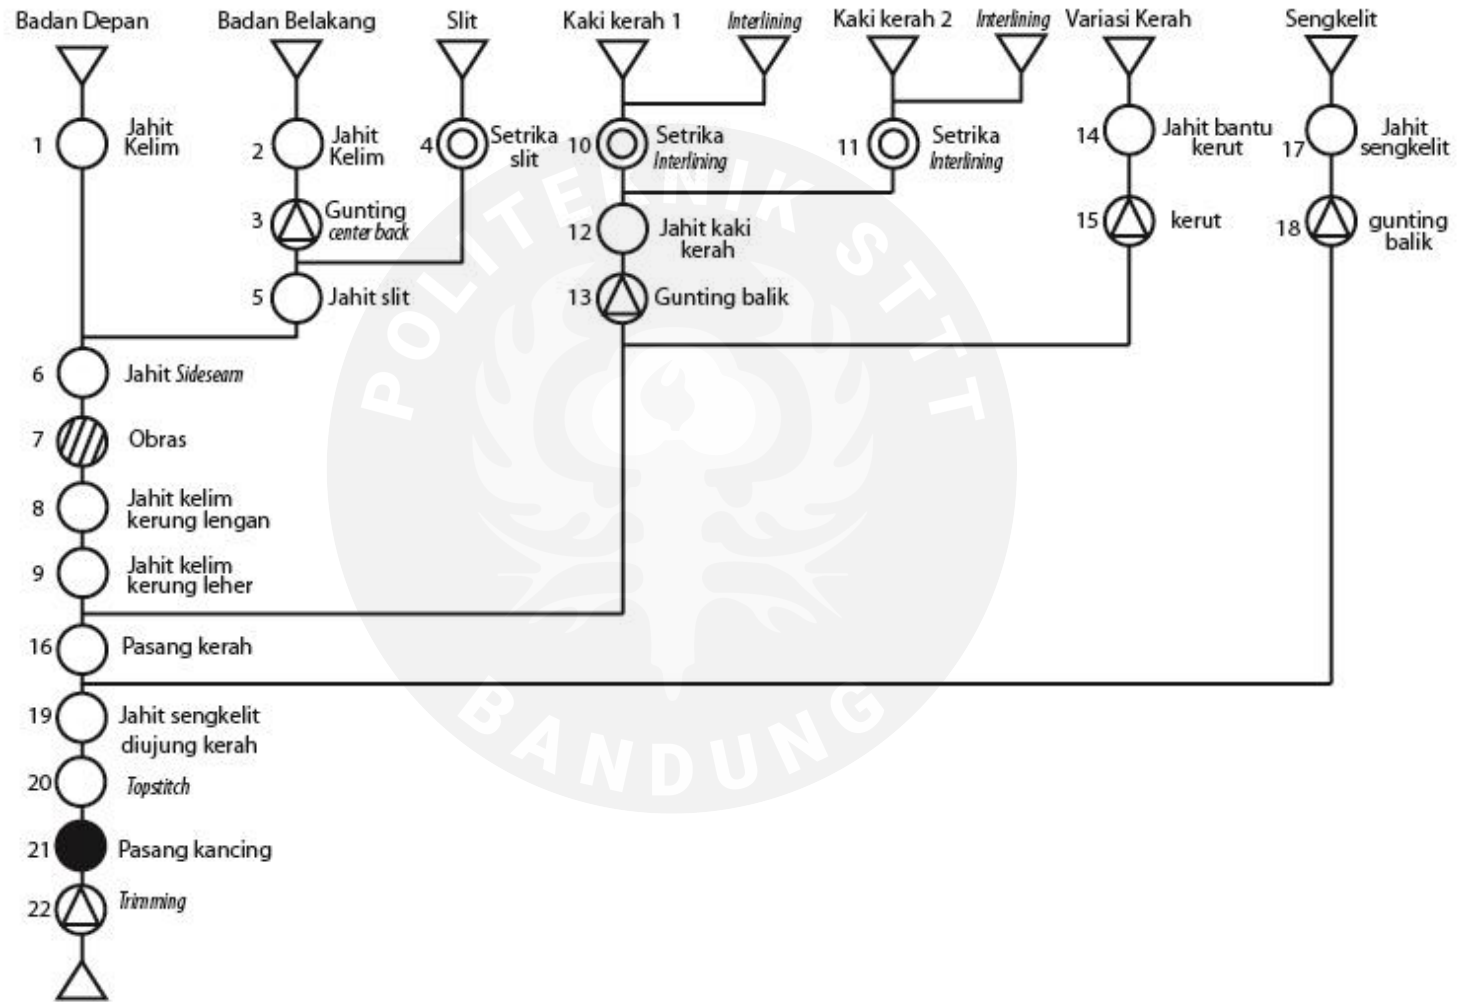 Badan Depan
Badan Belakang
Slit
Kaki kerah 1
Interlining
Kaki kerah 2
Interlining
Variasi Kerah
Sengkelit
1
Jahit
Kelim
2
Jahit
Kelim
4
Setrika
slit
10
Setrika
Interlining
11
Setrika
Interlining
14
Jahit bantu
kerut
17
Jahit
sengkelit
3
Gunting
center back
12
Jahit kaki
kerah
15
kerut
18
gunting
balik
5
Jahit slit
13
Gunting balik
6
Jahit Sideseam
7
Obras
8
Jahit kelim
kerung lengan
9
Jahit kelim
kerung leher
16
Pasang kerah
19
Jahit sengkelit
diujung kerah
20
Topstitch
21
Pasang kancing
22
Trimming
POLITEKNIK STTT
BANDUNG